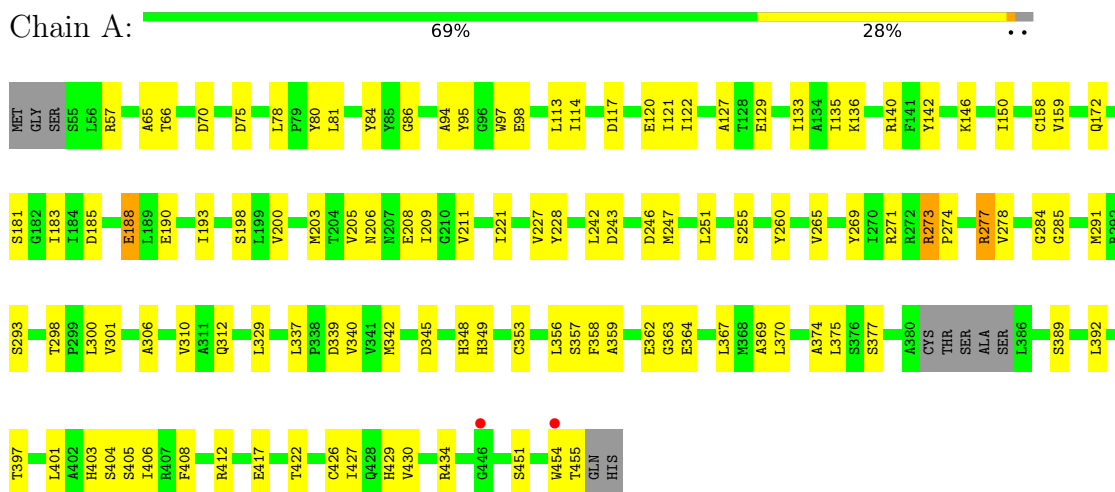 Chain A:
69% 28% • •
MET GLY SER S55 L56 R57 A65 T66 D70 D75 L78 P79 Y80 L81 Y84 Y85 G86 A94 Y95 G96 W97 E98 L113 I114 D117 E120 I121 I122 A127 T128 E129 I133 A134 I135 K136 R140 F141 Y142 K146 I150 C158 V159 Q172
S181 G182 I183 I184 D185 E188 L189 E190 I193 S198 L199 V200 M203 T204 V205 N206 N207 E208 I209 G210 V211 I221 V227 Y228 L242 D243 D246 M247 L251 S255 Y260 V265 Y269 I270 R271 R272 R273 P274 R277 V278 G284 G285 M291
S293 T298 P299 L300 V301 A306 V310 A311 Q312 L329 L337 P338 D339 V340 V341 M342 D345 H348 H349 C353 L356 S357 F358 A359 E362 G363 E364 L367 M368 A369 L370 A374 L375 S376 S377 A380 CYS THR SER ALA SER L386 S389 L392
T397 L401 A402 H403 S404 S405 I406 R407 F408 R412 E417 T422 C426 I427 Q428 H429 V430 R434 G446 S451 W454 T455 GLN HIS